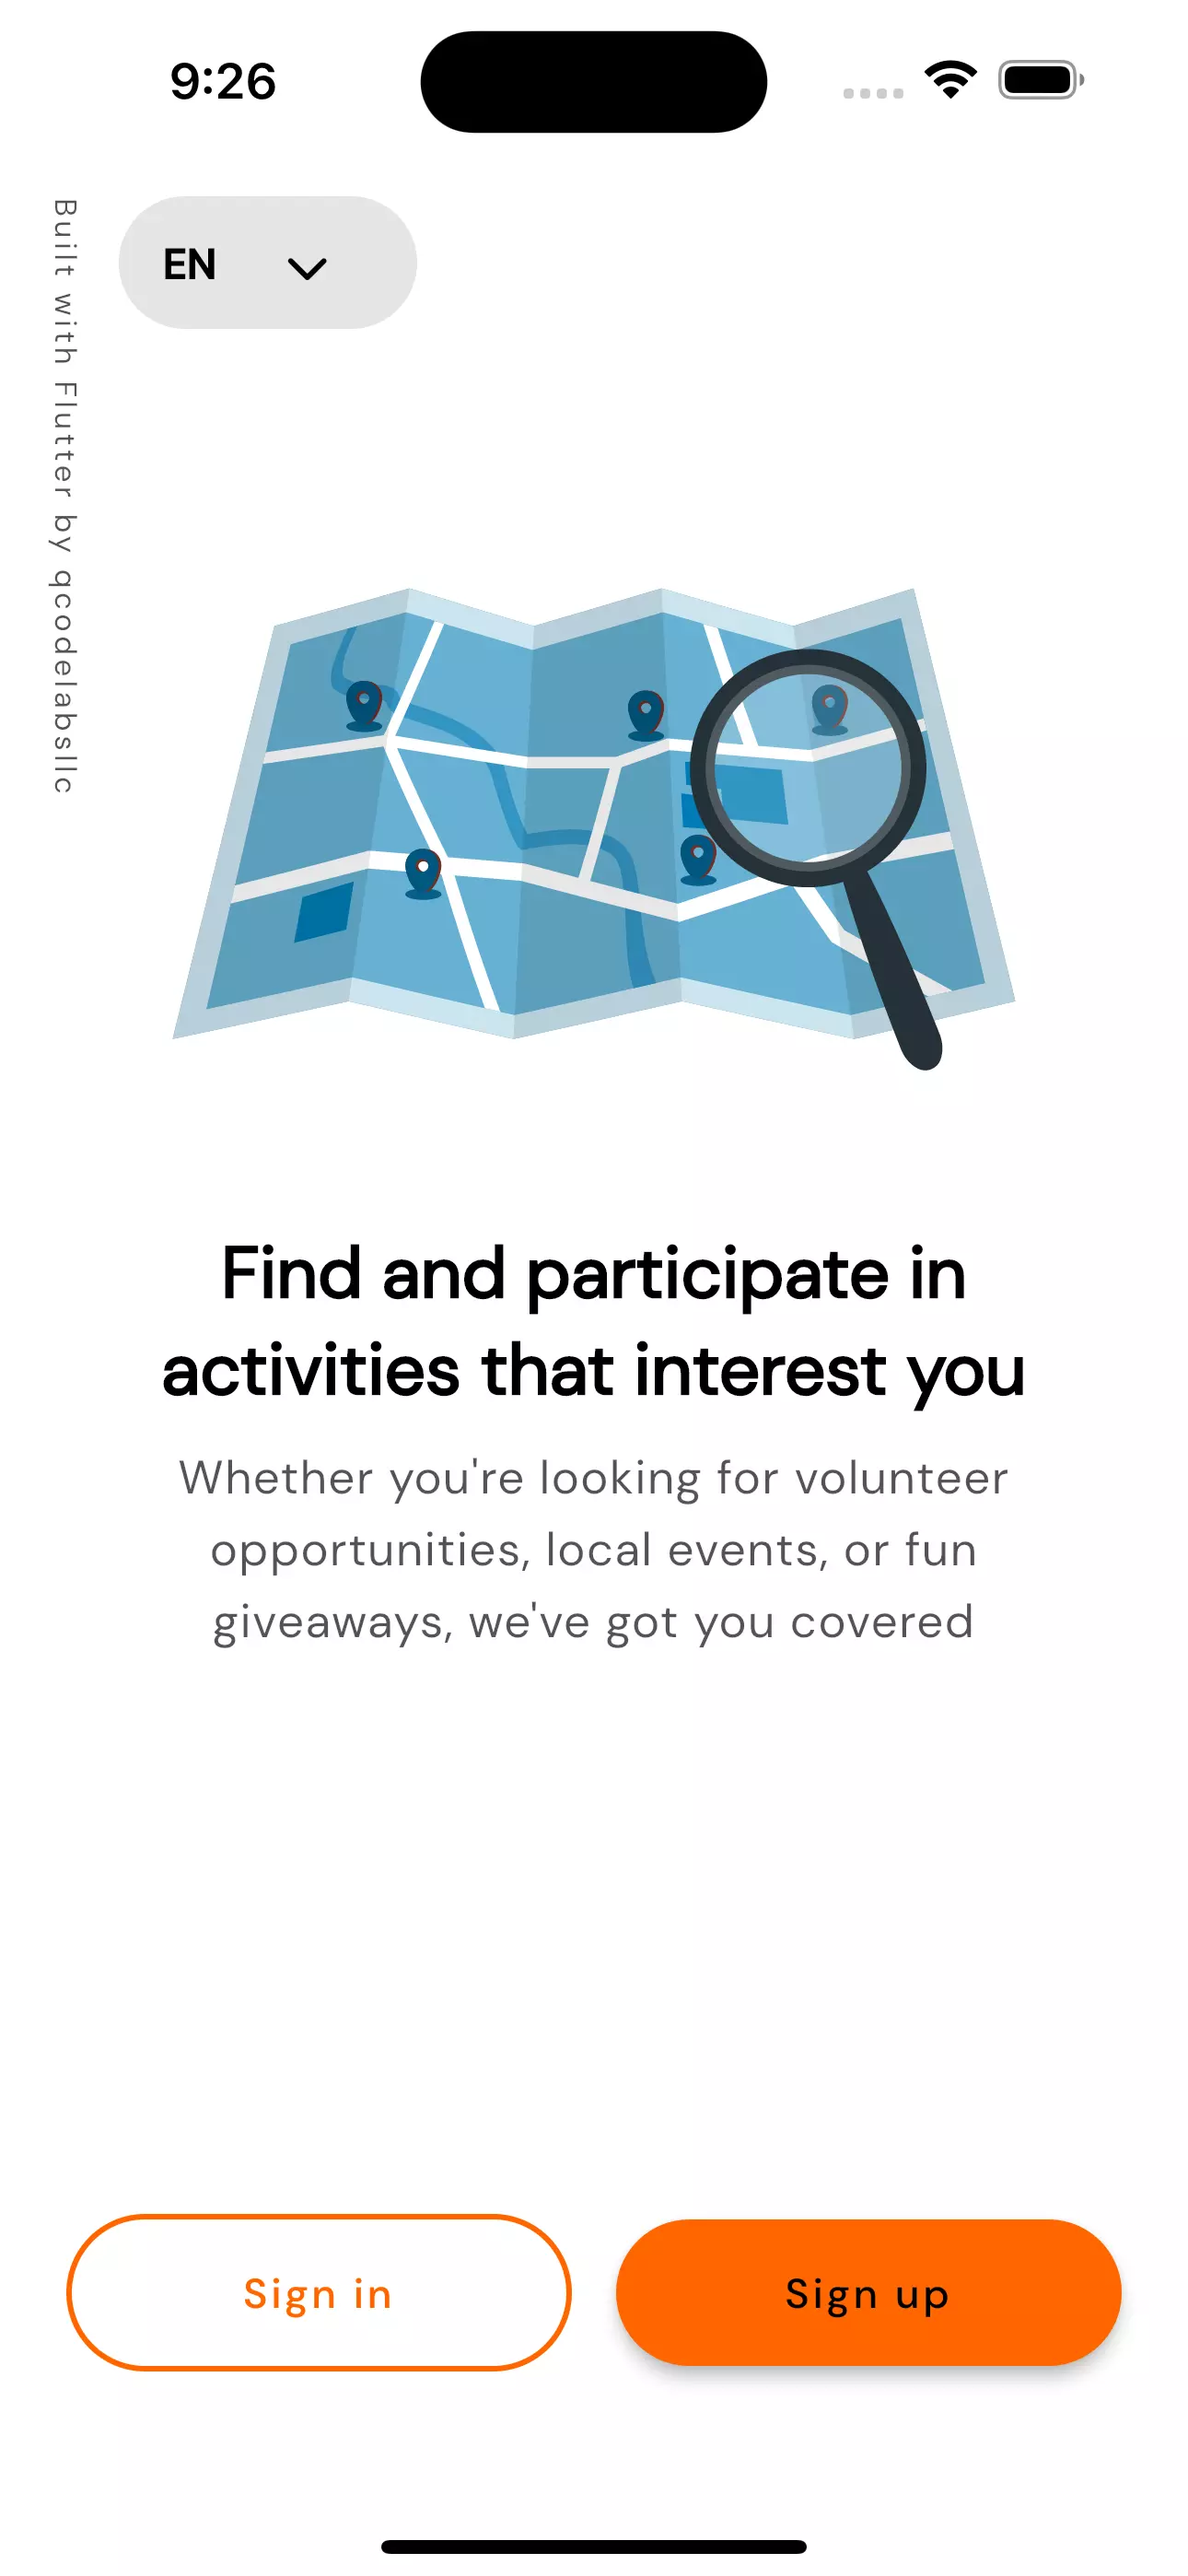 9:26
EN
Built with Flutter by qcodelabsllc
Find and participate in
activities that interest you
Whether you're looking for volunteer
opportunities, local events, or fun
giveaways, we've got you covered
Sign in
Sign up